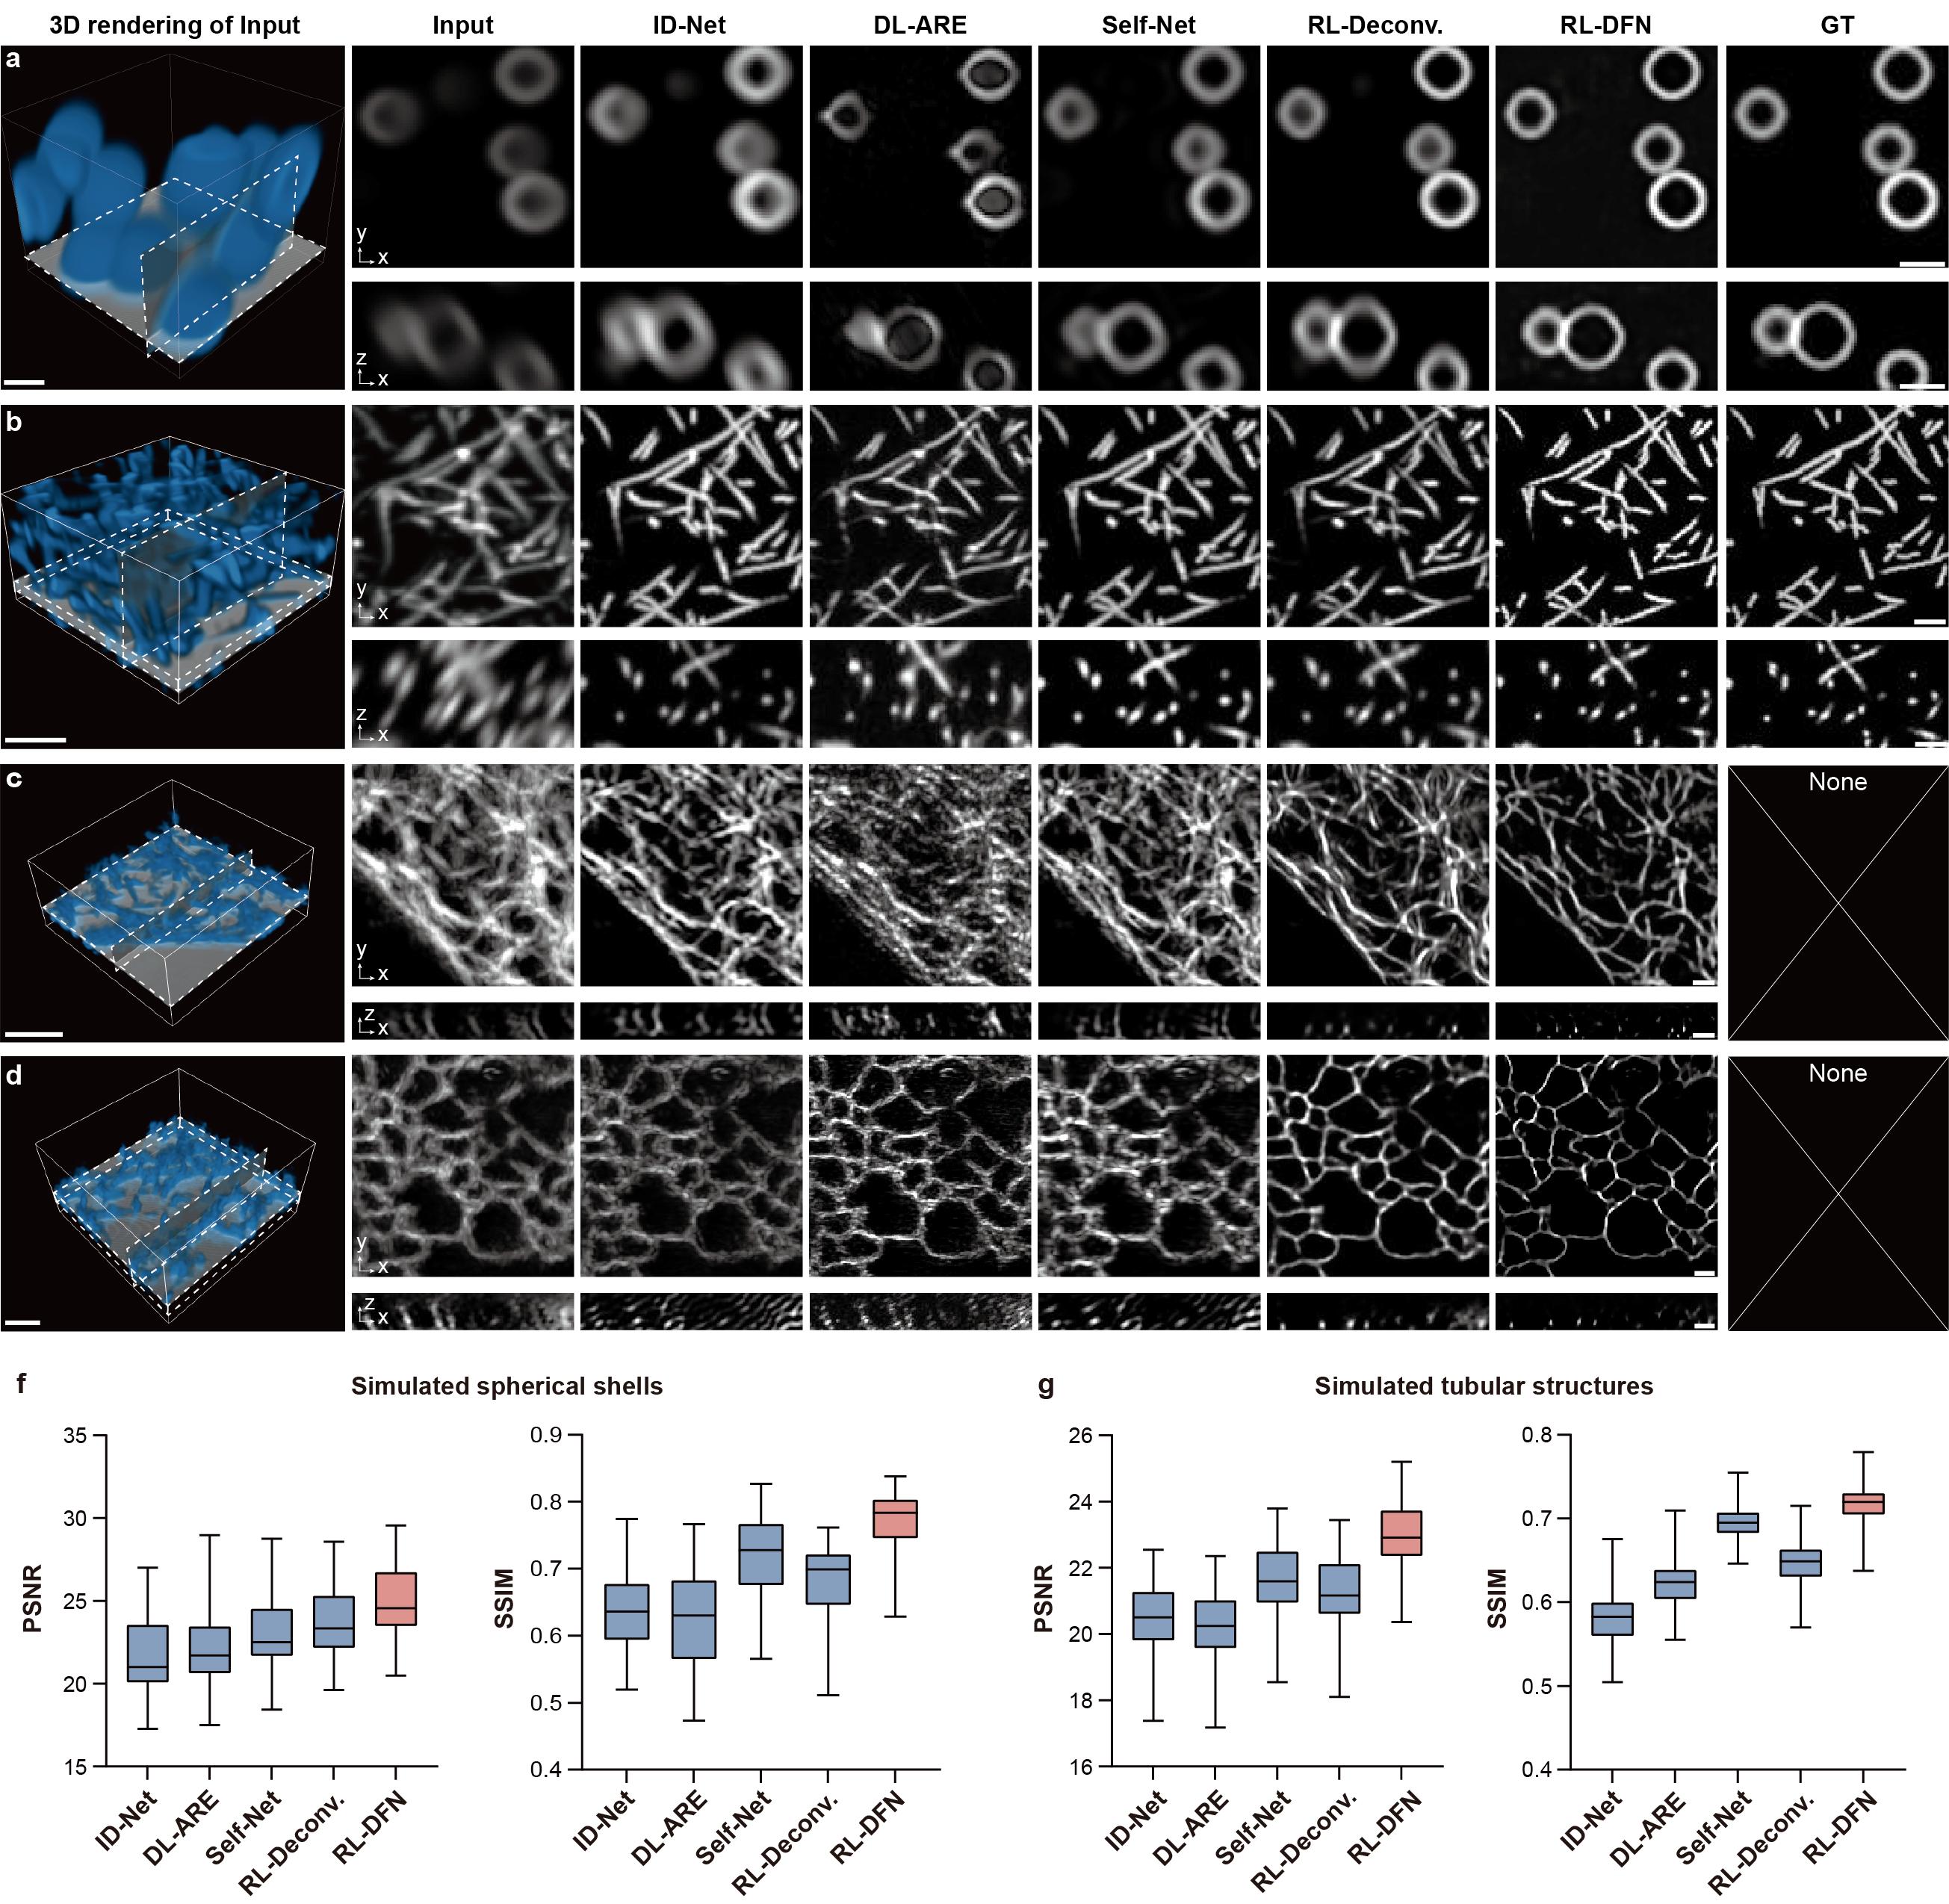 3D rendering of Input Input ID-Net DL-ARE Self-Net RL-Deconv. RL-DFN GT
a
y
x
z
x
b
y
x
z
x
c
None
y
x
z
x
d
None
y
x
z
x
f Simulated spherical shells
PSNR
35
30
25
20
15
ID-Net
DL-ARE
Self-Net
RL-Deconv.
RL-DFN
SSIM
0.9
0.8
0.7
0.6
0.5
0.4
ID-Net
DL-ARE
Self-Net
RL-Deconv.
RL-DFN
g Simulated tubular structures
PSNR
26
24
22
20
18
16
ID-Net
DL-ARE
Self-Net
RL-Deconv.
RL-DFN
SSIM
0.8
0.7
0.6
0.5
0.4
ID-Net
DL-ARE
Self-Net
RL-Deconv.
RL-DFN